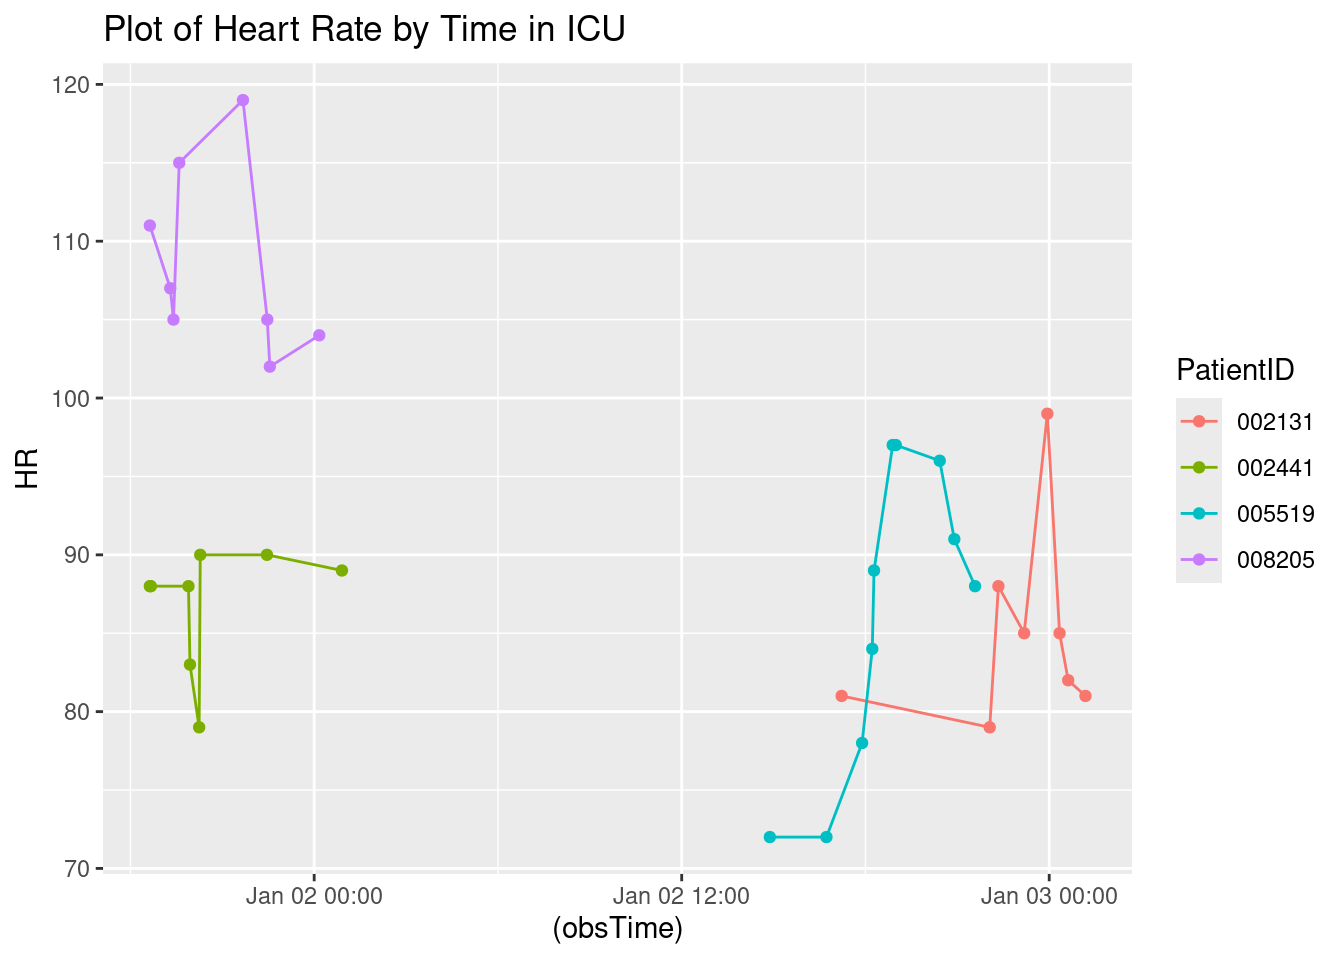 Plot of Heart Rate by Time in ICU
120
110
100
90
80
70
HR
Jan 02 00:00
Jan 02 12:00
Jan 03 00:00
(obsTime)
PatientID
002131
002441
005519
008205